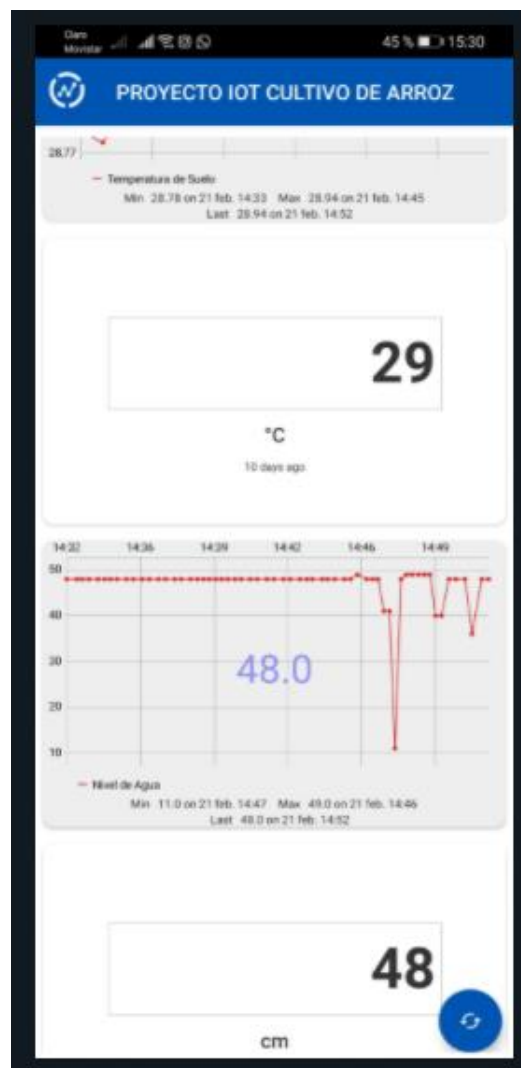 Claro
Movistar
45 % 15:30
PROYECTO IOT CULTIVO DE ARROZ
28,77
Temperatura de Suelo
Min 28.78 on 21 feb. 14:33 Max 28.94 on 21 feb. 14:45
Last 28.94 on 21 feb. 14:52
29
°C
10 days ago
14:32 14:36 14:39 14:42 14:46 14:49
50
40
30
48.0
20
10
Nivel de Agua
Min 11.0 on 21 feb. 14:47 Max 49.0 on 21 feb. 14:46
Last 48.0 on 21 feb. 14:52
48
cm